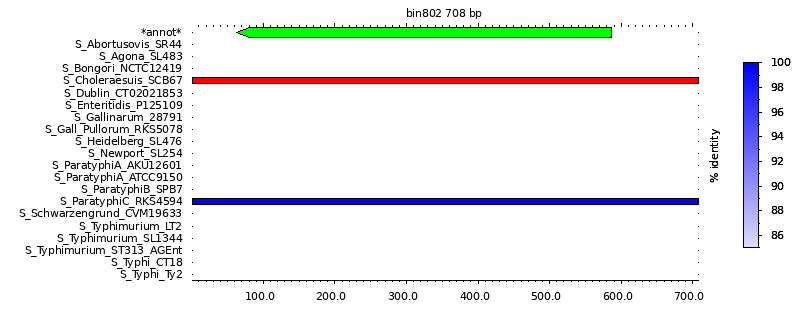 bin802 708 bp
*annot*
S_Abortusovis_SR44
S_Agona_SL483
S_Bongori_NCTC12419
S_Choleraesuis_SCB67
S_Dublin_CT02021853
S_Enteritidis_P125109
S_Gallinarum_28791
S_Gall_Pullorum_RKS5078
S_Heidelberg_SL476
S_Newport_SL254
S_ParatyphiA_AKU12601
S_ParatyphiA_ATCC9150
S_ParatyphiB_SPB7
S_ParatyphiC_RKS4594
S_Schwarzengrund_CVM19633
S_Typhimurium_LT2
S_Typhimurium_SL1344
S_Typhimurium_ST313_AGEnt
S_Typhi_CT18
S_Typhi_Ty2
100.0 200.0 300.0 400.0 500.0 600.0 700.0
% identity
100
98
96
94
92
90
88
86